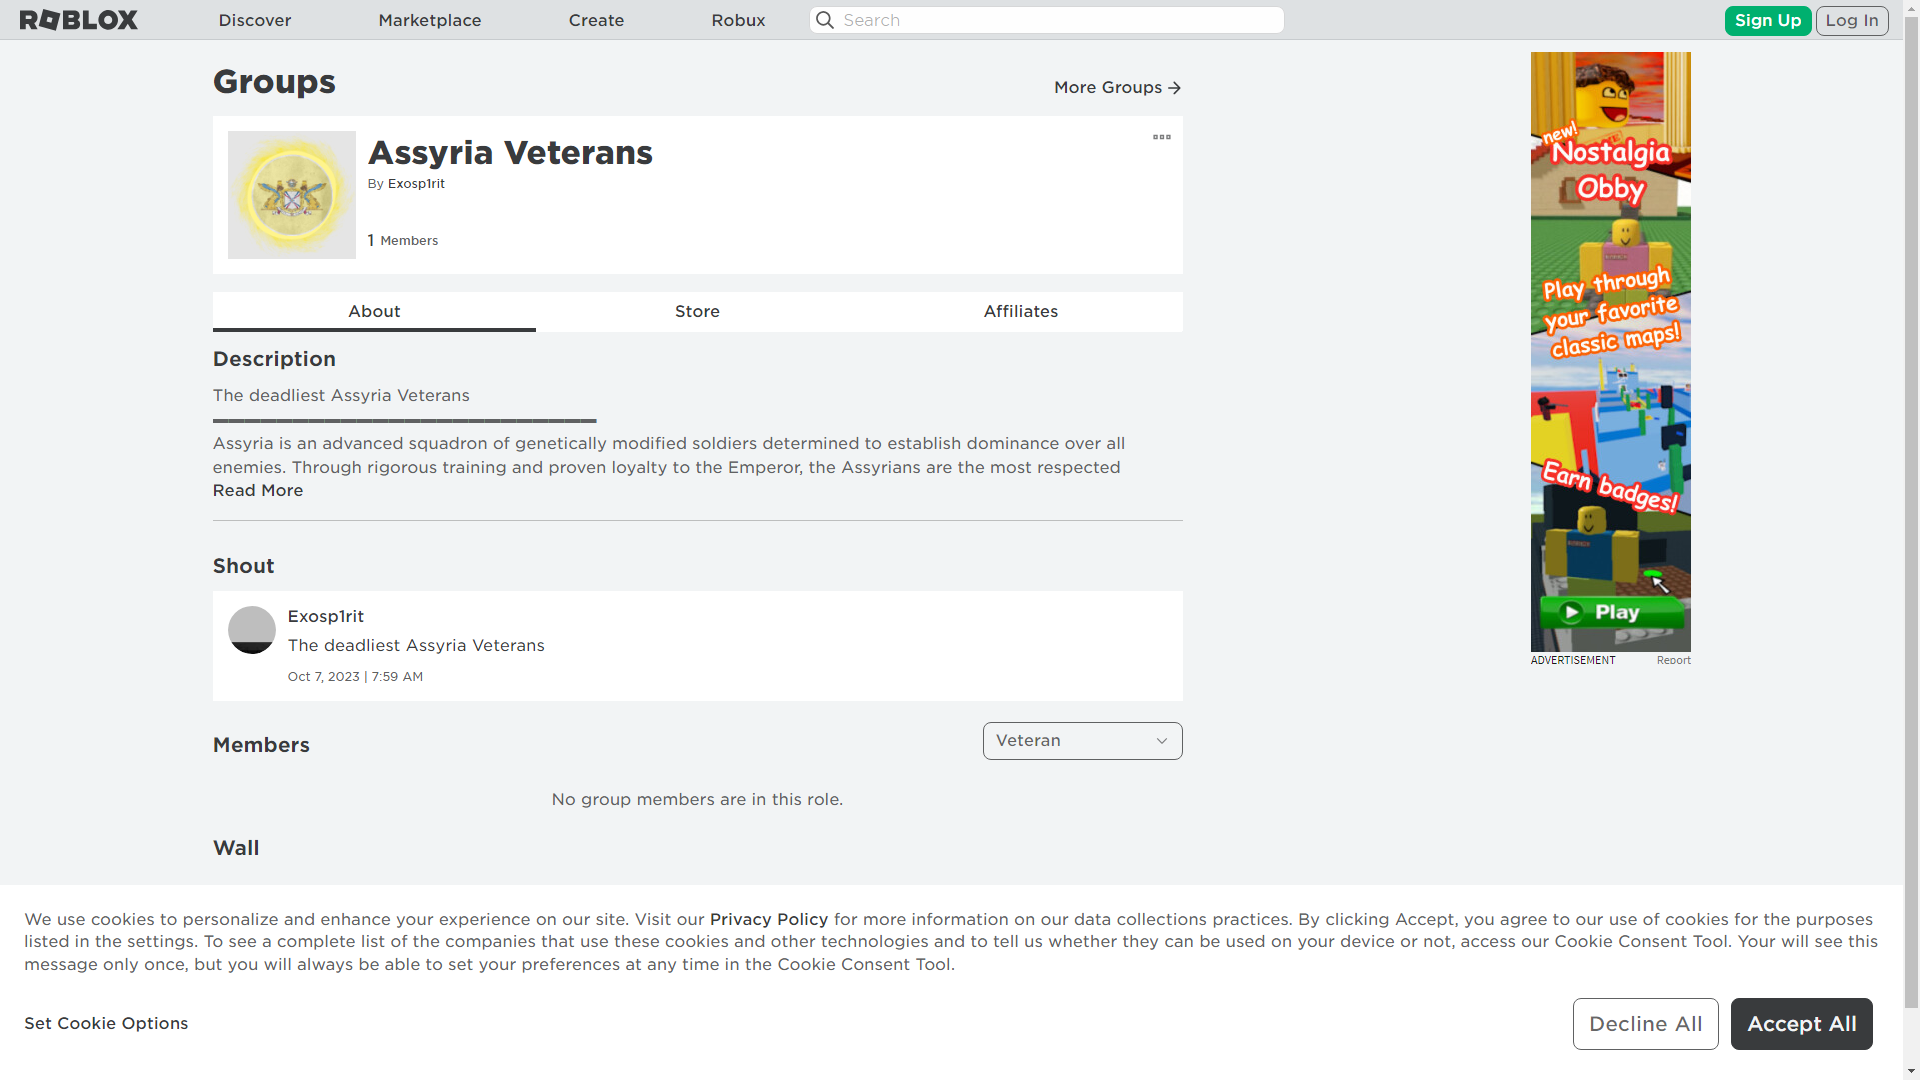 ROBLOX
Discover
Marketplace
Create
Robux
Search
Sign Up
Log In
Groups
More Groups
Assyria Veterans
By Exosp1rit
1 Members
About
Store
Affiliates
Description
The deadliest Assyria Veterans
Assyria is an advanced squadron of genetically modified soldiers determined to establish dominance over all
enemies. Through rigorous training and proven loyalty to the Emperor, the Assyrians are the most respected
Read More
Shout
Exosp1rit
The deadliest Assyria Veterans
Oct 7, 2023 | 7:59 AM
Members
Veteran
No group members are in this role.
Wall
new!
Nostalgia
Obby
Play through
your favorite
classic maps!
Earn badges!
Play
ADVERTISEMENT
Report
We use cookies to personalize and enhance your experience on our site. Visit our Privacy Policy for more information on our data collections practices. By clicking Accept, you agree to our use of cookies for the purposes
listed in the settings. To see a complete list of the companies that use these cookies and other technologies and to tell us whether they can be used on your device or not, access our Cookie Consent Tool. Your will see this
message only once, but you will always be able to set your preferences at any time in the Cookie Consent Tool.
Set Cookie Options
Decline All
Accept All